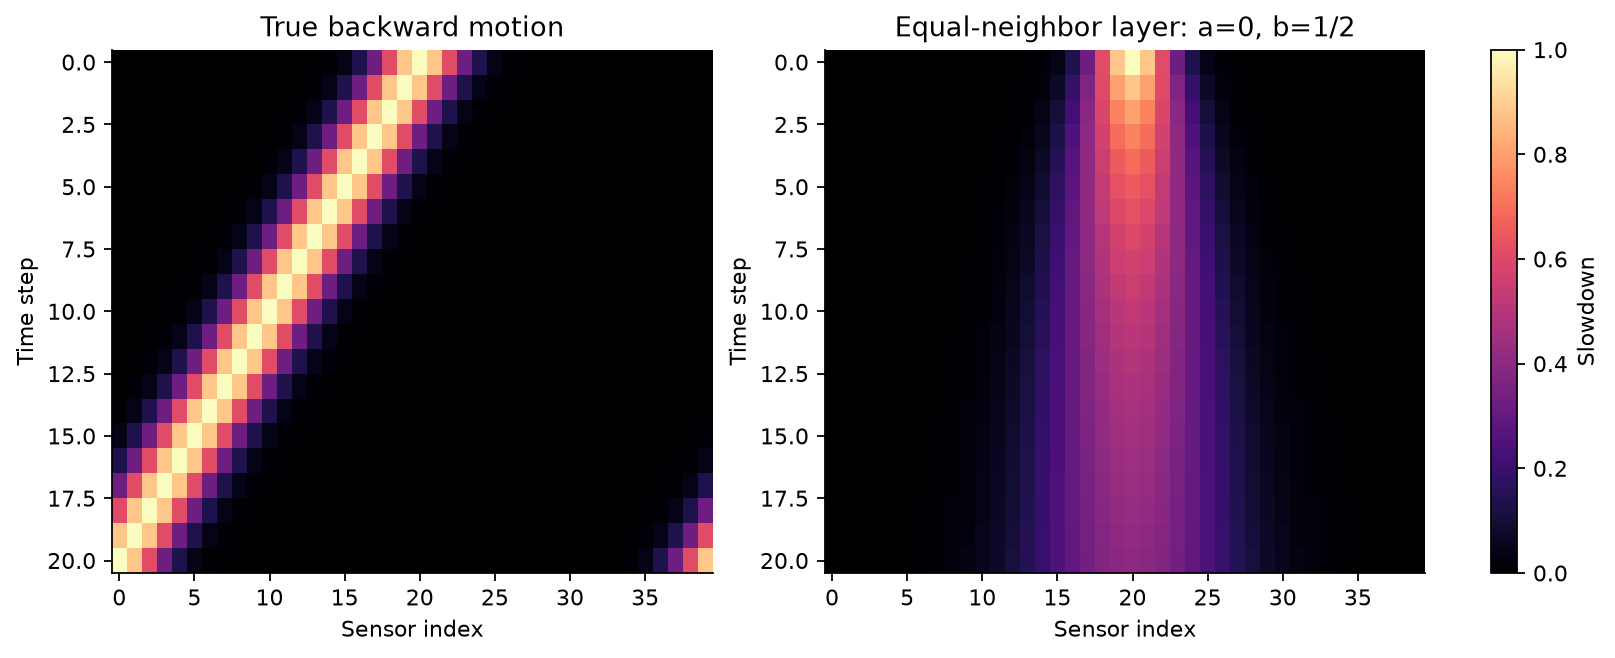 True backward motion
0.0
2.5
5.0
7.5
10.0
12.5
15.0
17.5
20.0
Time step
0 5 10 15 20 25 30 35
Sensor index
Equal-neighbor layer: a=0, b=1/2
0.0
2.5
5.0
7.5
10.0
12.5
15.0
17.5
20.0
Time step
0 5 10 15 20 25 30 35
Sensor index
1.0
0.8
0.6
0.4
0.2
0.0
Slowdown